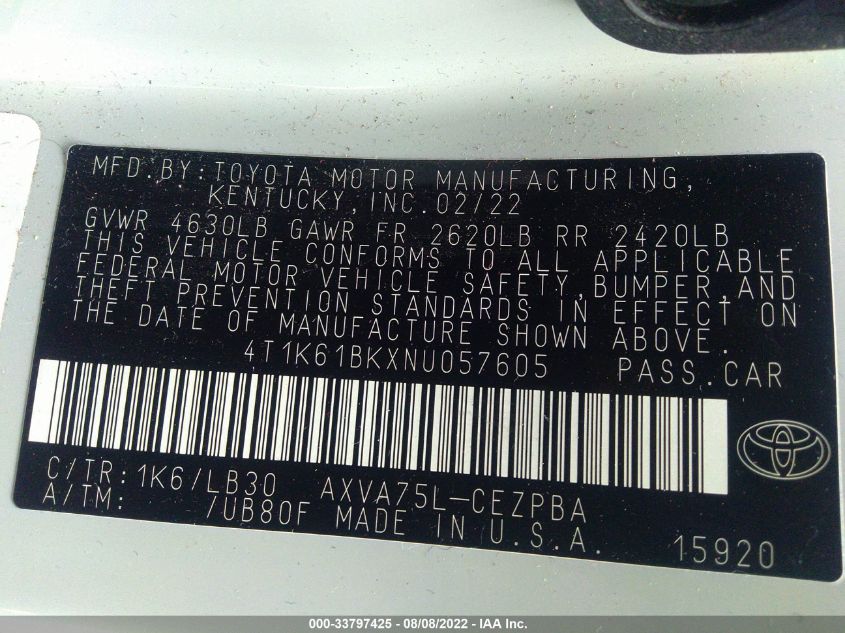 MFD.BY:TOYOTA MOTOR MANUFACTURING,
KENTUCKY,INC.02/22
GVWR 4630LB GAWR FR 2620LB RR 2420LB
THIS VEHICLE CONFORMS TO ALL APPLICABLE
FEDERAL MOTOR VEHICLE SAFETY,BUMPER,AND
THEFT PREVENTION STANDARDS IN EFFECT ON
THE DATE OF MANUFACTURE SHOWN ABOVE.
4T1K61BKXNU057605 PASS.CAR
C/TR:1K6/LB30 AXVA75L-CEZPBA
A/TM: /UB80F MADE IN U.S.A. 15920
000-33797425 - 08/08/2022 - IAA Inc.